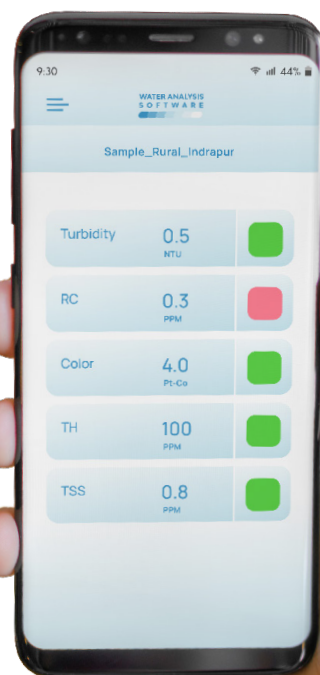 9:30
44%
WATER ANALYSIS
SOFTWARE
Sample_Rural_Indrapur
Turbidity
0.5
NTU
RC
0.3
PPM
Color
4.0
Pt-Co
TH
100
PPM
TSS
0.8
PPM